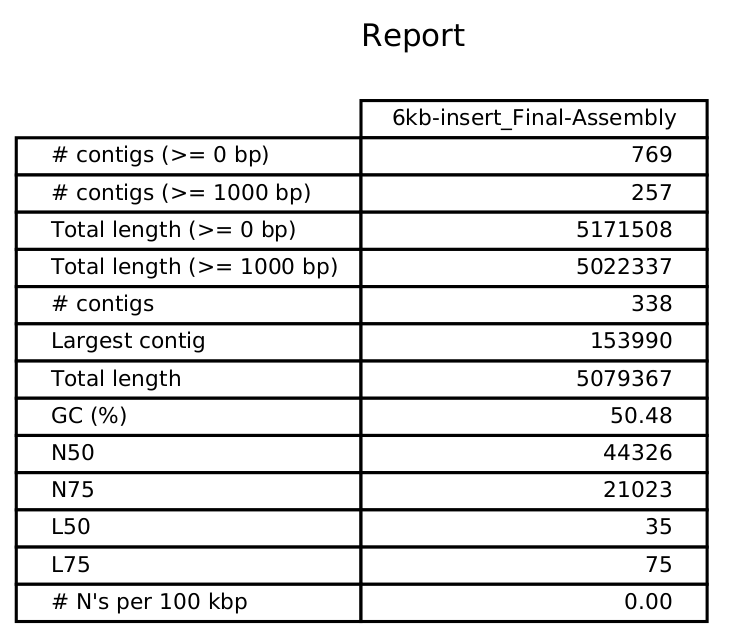 Report
6kb-insert_Final-Assembly
# contigs (>= 0 bp) 769
# contigs (>= 1000 bp) 257
Total length (>= 0 bp) 5171508
Total length (>= 1000 bp) 5022337
# contigs 338
Largest contig 153990
Total length 5079367
GC (%) 50.48
N50 44326
N75 21023
L50 35
L75 75
# N's per 100 kbp 0.00